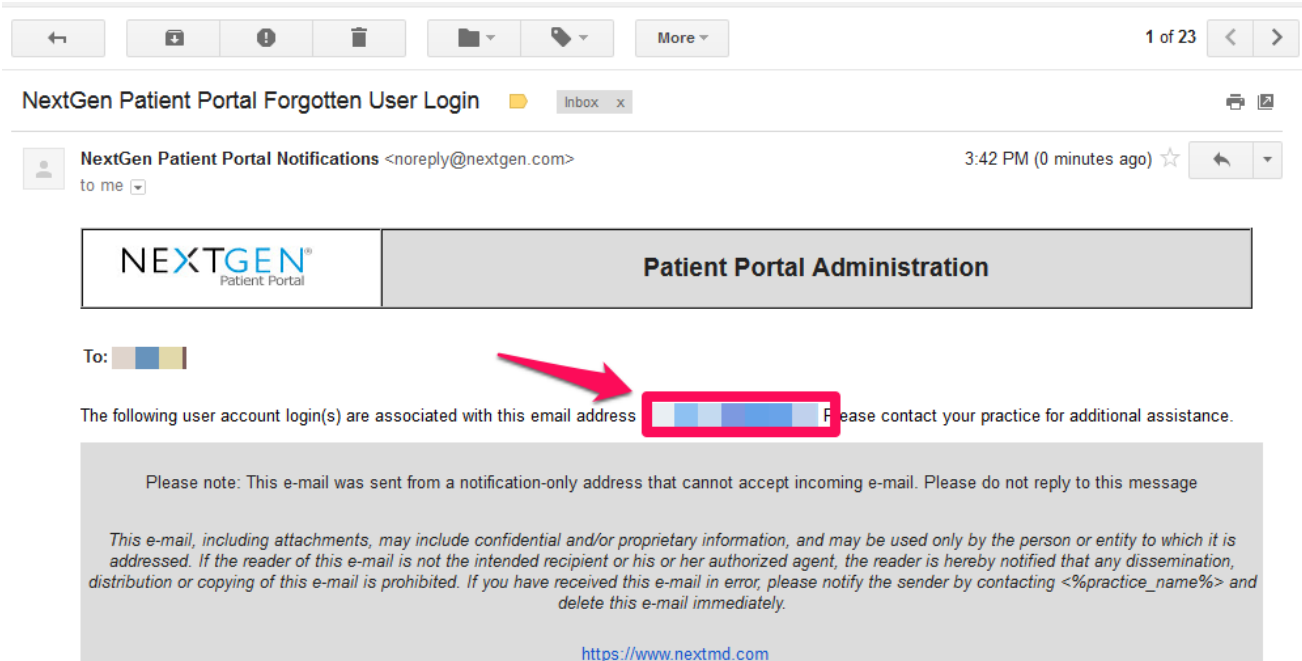 More
1 of 23
NextGen Patient Portal Forgotten User Login
Inbox x
NextGen Patient Portal Notifications <noreply@nextgen.com>
3:42 PM (0 minutes ago)
to me
NEXTGEN®
Patient Portal
Patient Portal Administration
To:
The following user account login(s) are associated with this email address Please contact your practice for additional assistance.
Please note: This e-mail was sent from a notification-only address that cannot accept incoming e-mail. Please do not reply to this message
This e-mail, including attachments, may include confidential and/or proprietary information, and may be used only by the person or entity to which it is
addressed. If the reader of this e-mail is not the intended recipient or his or her authorized agent, the reader is hereby notified that any dissemination,
distribution or copying of this e-mail is prohibited. If you have received this e-mail in error, please notify the sender by contacting <%practice_name%> and
delete this e-mail immediately.
https://www.nextmd.com